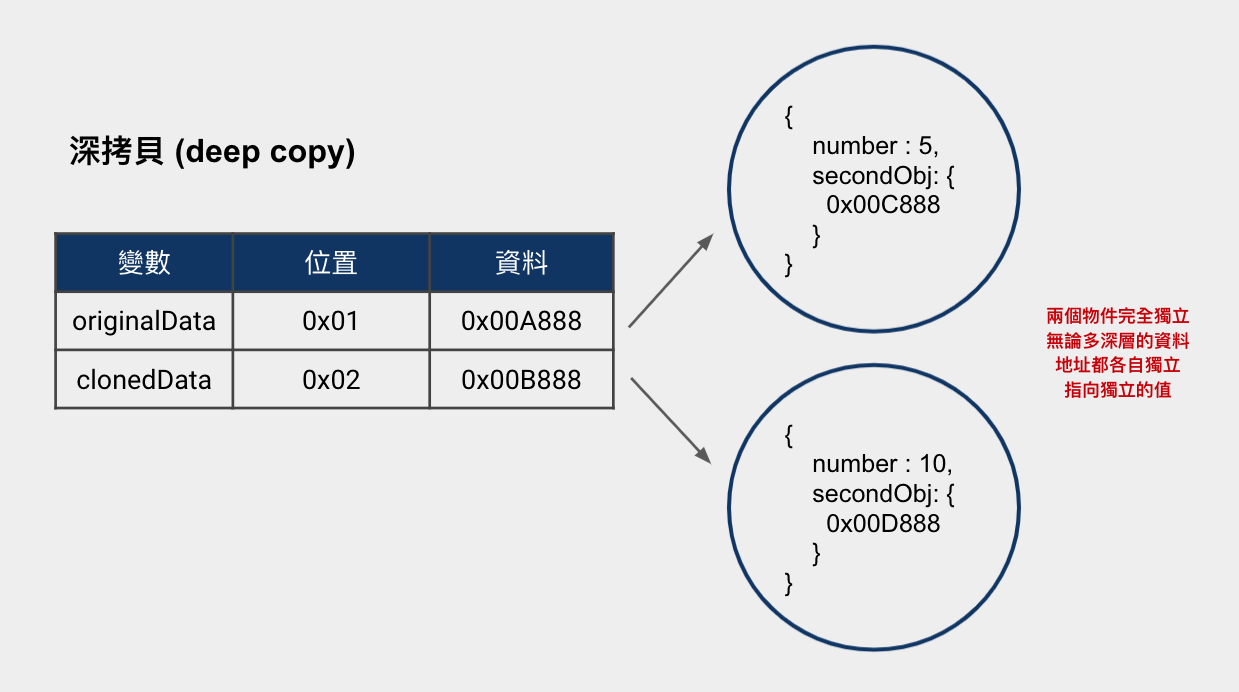 深拷貝 (deep copy)
變數 位置 資料
originalData 0x01 0x00A888
clonedData 0x02 0x00B888
{
number : 5,
secondObj: {
0x00C888
}
}
{
number : 10,
secondObj: {
0x00D888
}
}
兩個物件完全獨立
無論多深層的資料
地址都各自獨立
指向獨立的值